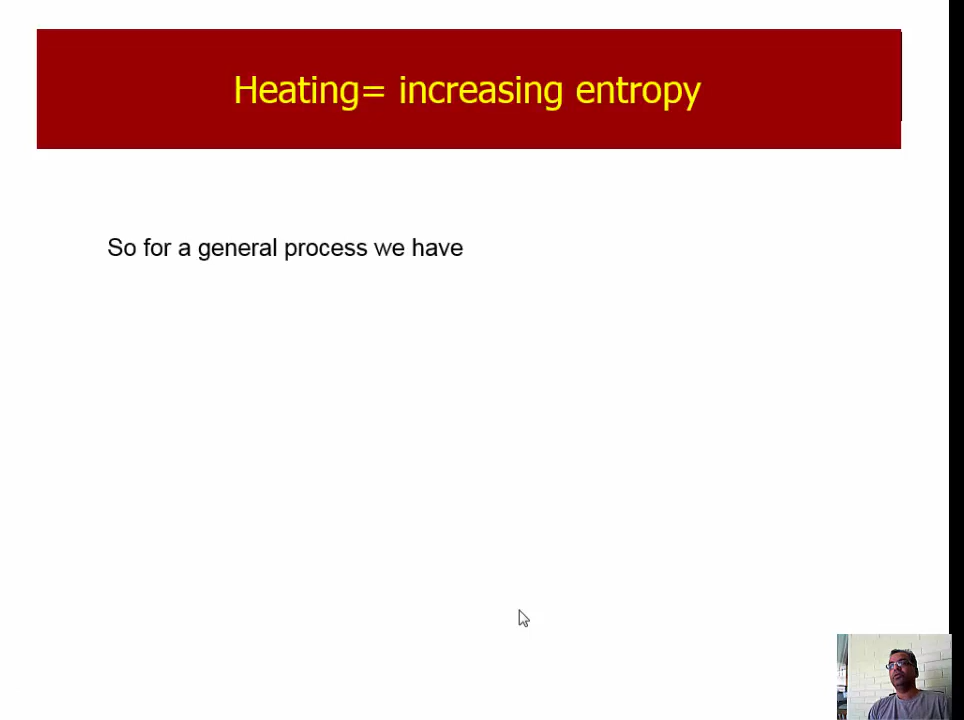 Heating= increasing entropy
So for a general process we have